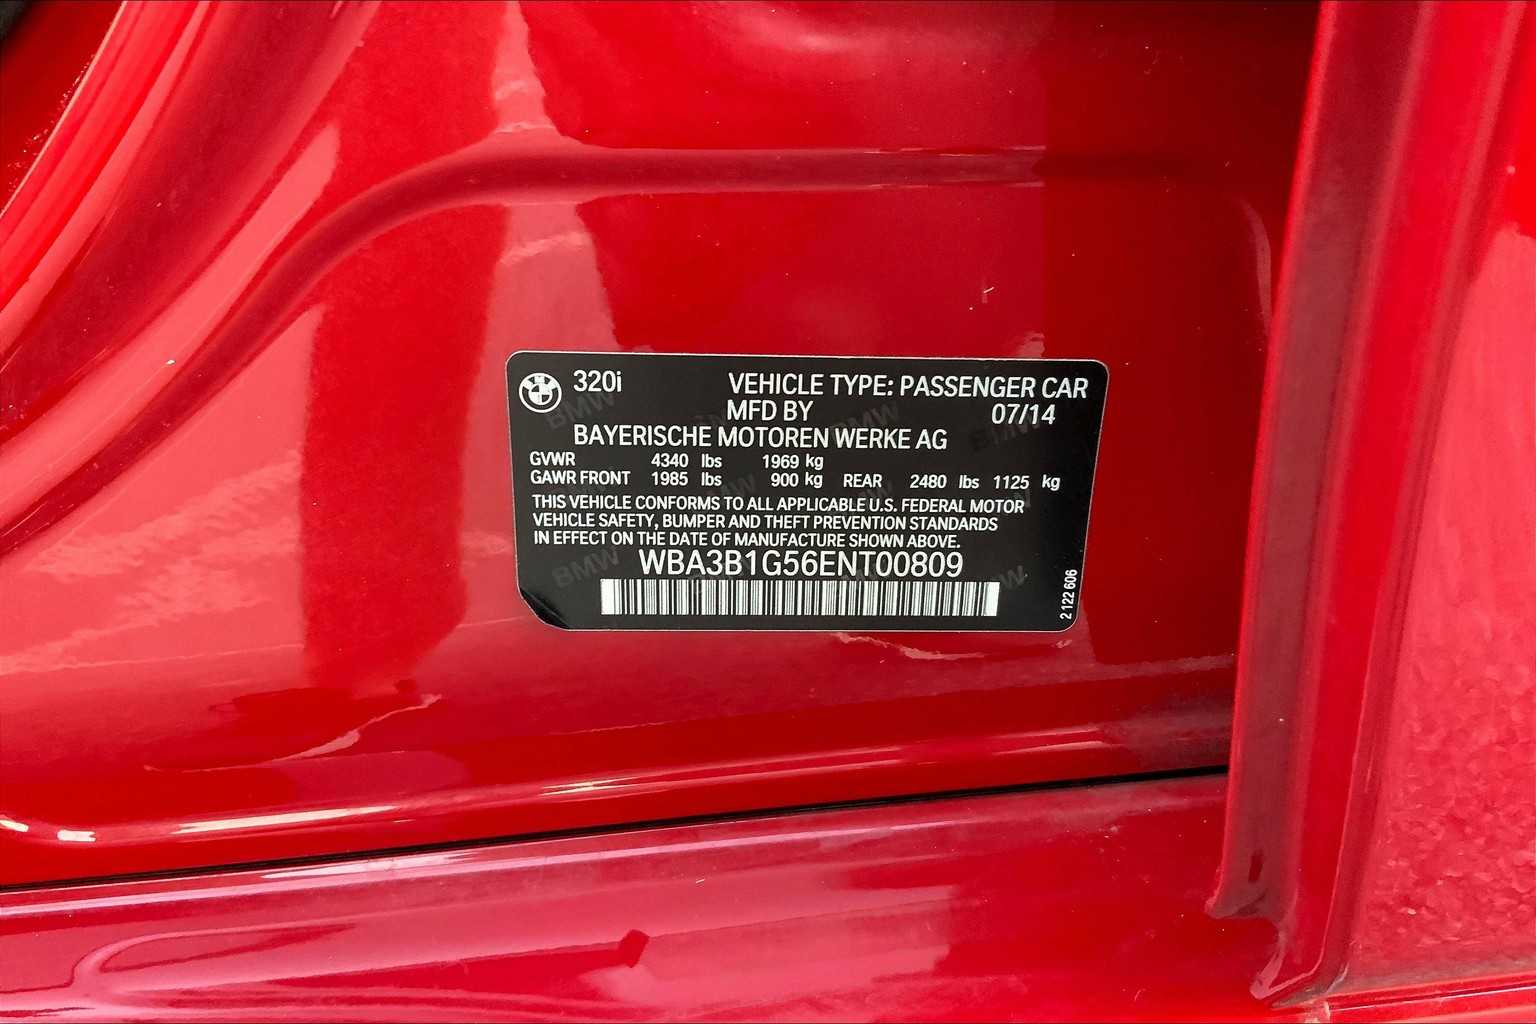 320i VEHICLE TYPE: PASSENGER CAR
MFD BY 07/14
BAYERISCHE MOTOREN WERKE AG
GVWR 4340 lbs 1969 kg
GAWR FRONT 1985 lbs 900 kg REAR 2480 lbs 1125 kg
THIS VEHICLE CONFORMS TO ALL APPLICABLE U.S. FEDERAL MOTOR
VEHICLE SAFETY, BUMPER AND THEFT PREVENTION STANDARDS
IN EFFECT ON THE DATE OF MANUFACTURE SHOWN ABOVE.
WBA3B1G56ENT00809
2 122 606